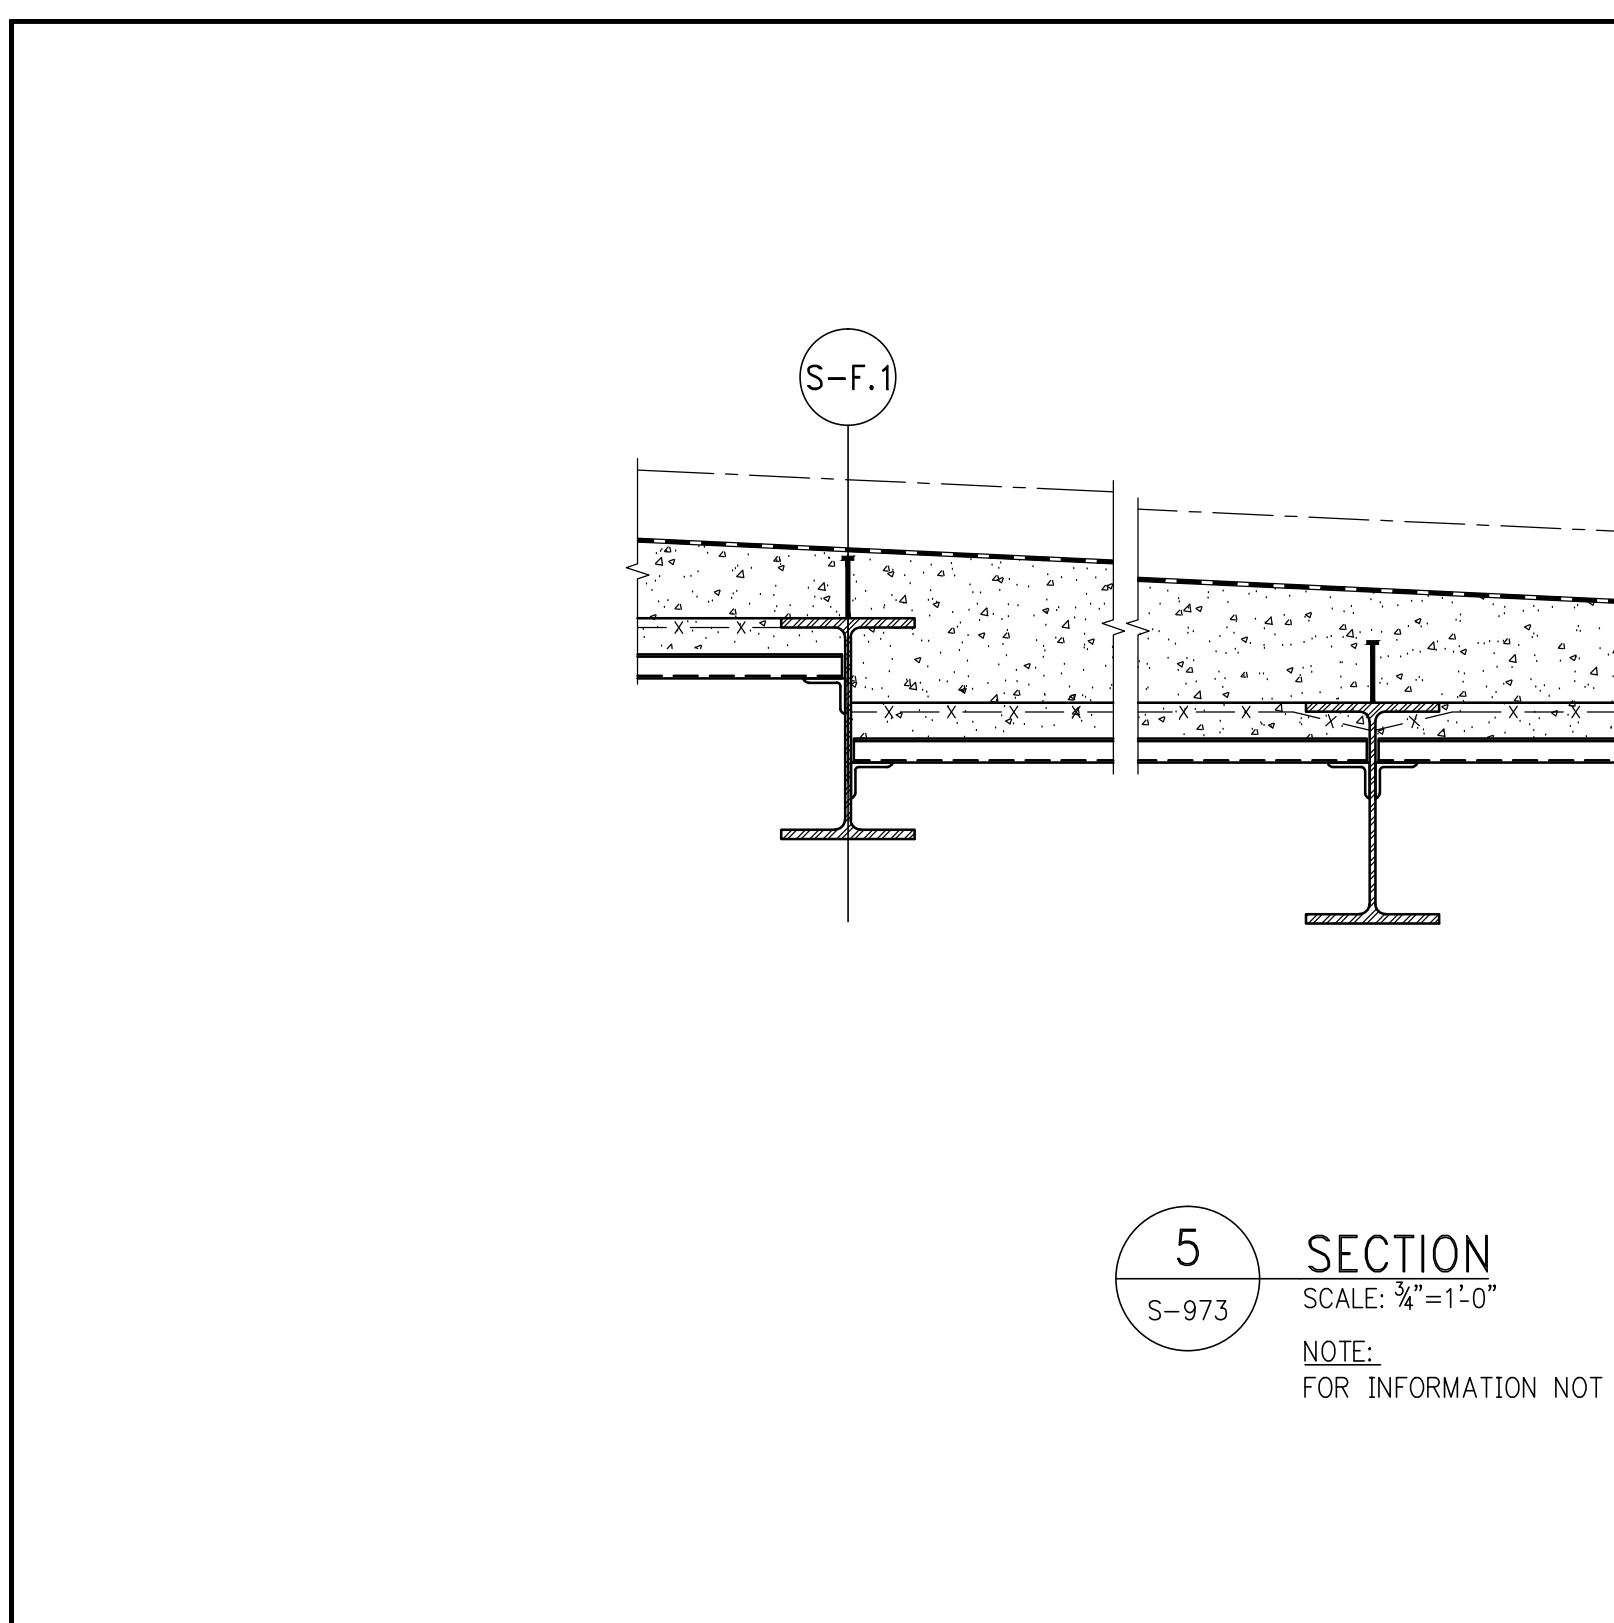 S-F.1
5
S-973
SECTION
SCALE: ¾"=1'-0"
NOTE:
FOR INFORMATION NOT